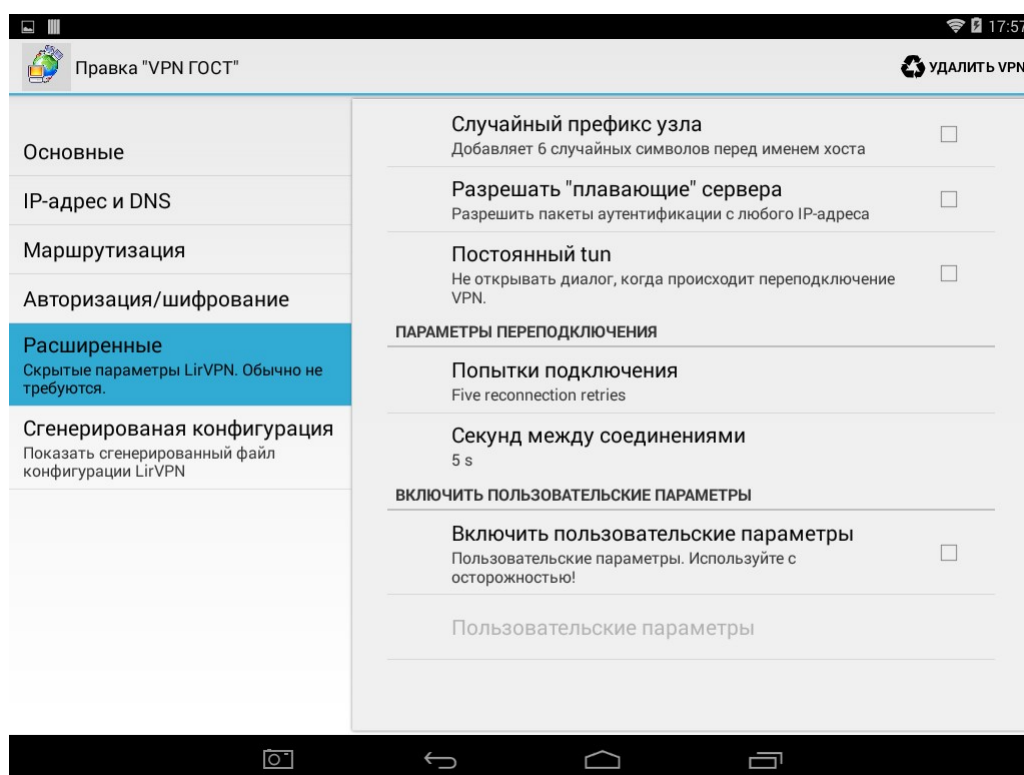 17:57
Правка "VPN ГОСТ"
УДАЛИТЬ VPN
Основные
IP-адрес и DNS
Маршрутизация
Авторизация/шифрование
Расширенные
Скрытые параметры LirVPN. Обычно не
требуются.
Сгенерированая конфигурация
Показать сгенерированный файл
конфигурации LirVPN
Случайный префикс узла
Добавляет 6 случайных символов перед именем хоста
Разрешать "плавающие" сервера
Разрешить пакеты аутентификации с любого IP-адреса
Постоянный tun
Не открывать диалог, когда происходит переподключение
VPN.
ПАРАМЕТРЫ ПЕРЕПОДКЛЮЧЕНИЯ
Попытки подключения
Five reconnection retries
Секунд между соединениями
5 s
ВКЛЮЧИТЬ ПОЛЬЗОВАТЕЛЬСКИЕ ПАРАМЕТРЫ
Включить пользовательские параметры
Пользовательские параметры. Используйте с
осторожностью!
Пользовательские параметры